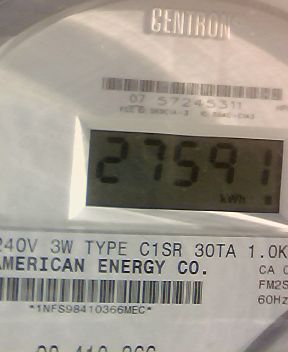 CENTRON
07 57245311
27591
kWh
240V 3W TYPE C1SR 30TA 1.0K
AMERICAN ENERGY CO.
CA 0
FM2S
60Hz
*1NFS98410366MEC*